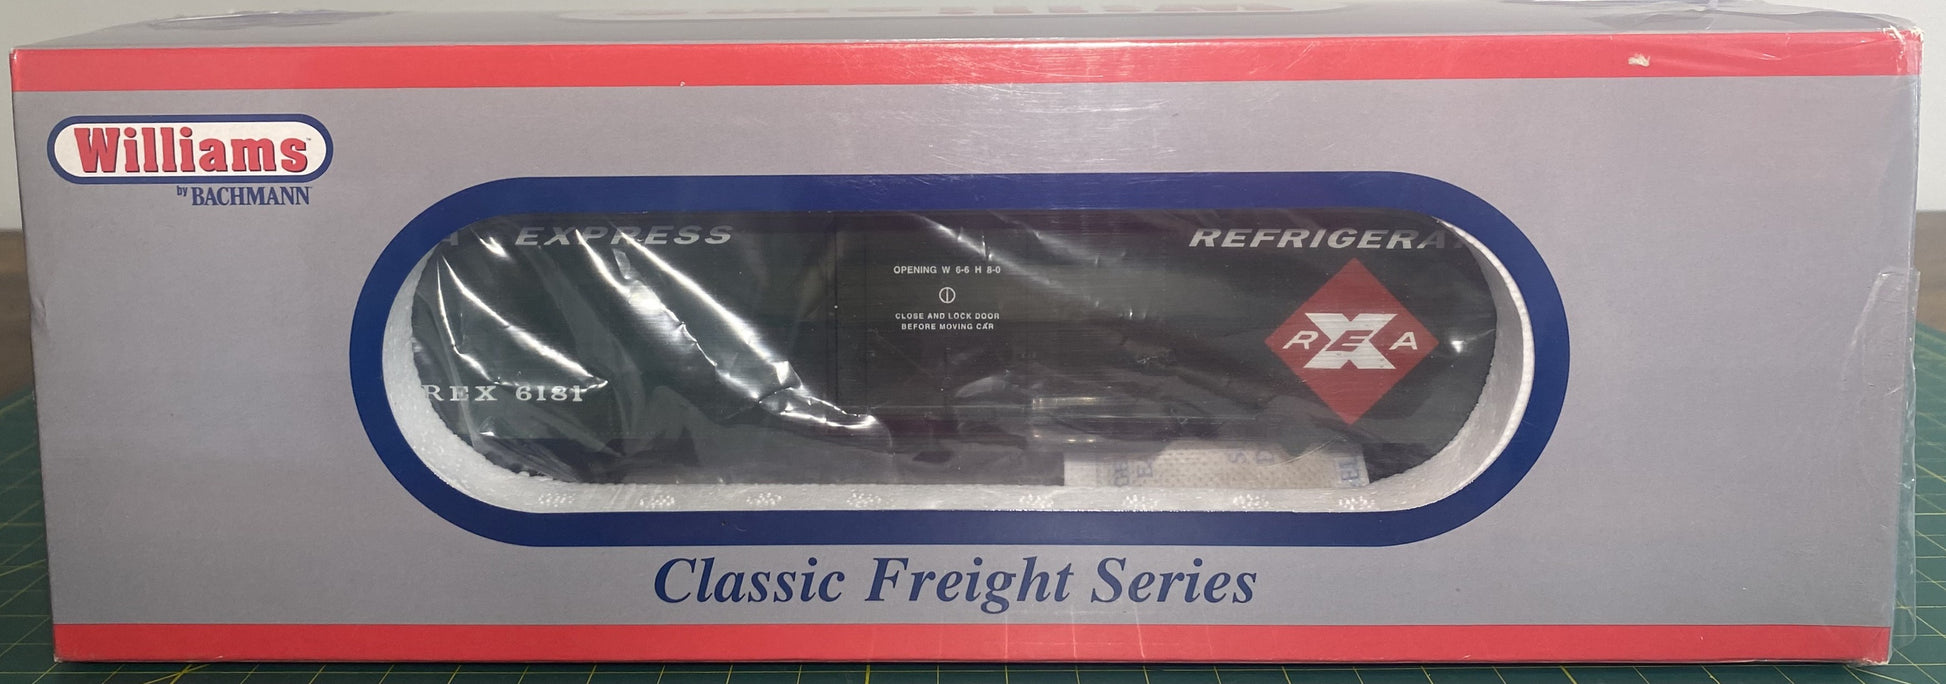 Williams
by BACHMANN
A EXPRESS
REFRIGERA
OPENING W 6-6 H 8-0
CLOSE AND LOCK DOOR
BEFORE MOVING CAR
REA
X
REX 6181
Classic Freight Series